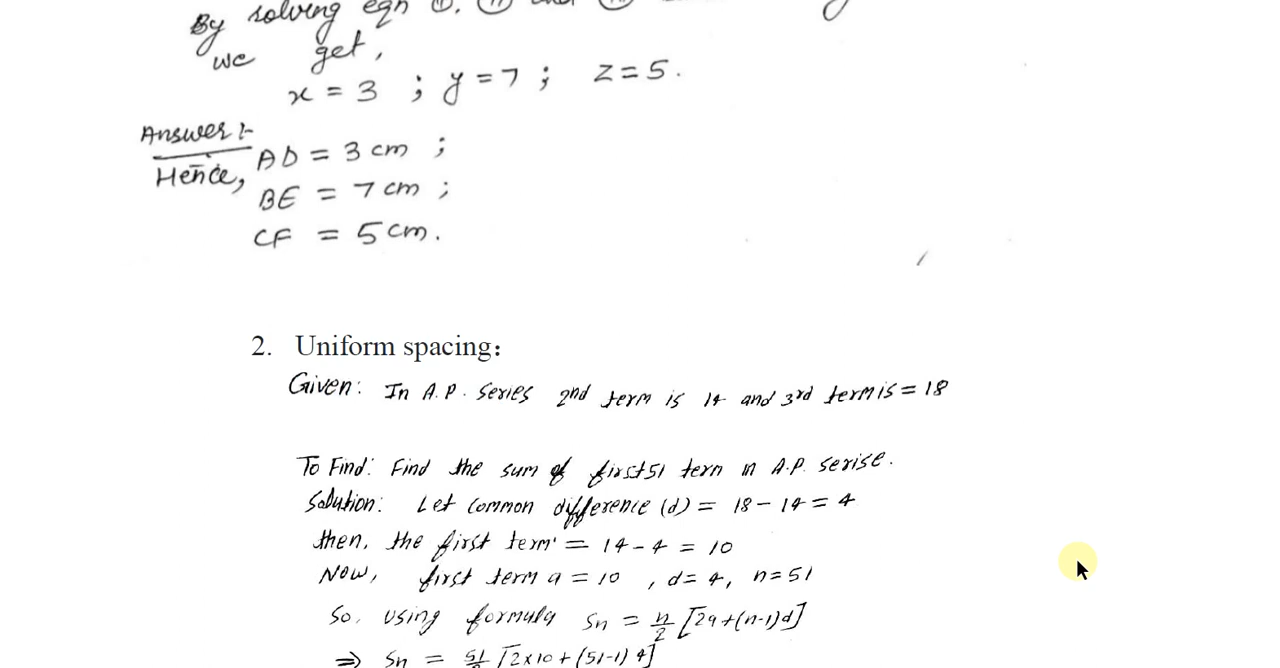 By solving eqn ①, ⑪
we get,
x = 3 ; y = 7 ; z = 5.
Answer :-
Hence, AD = 3 cm ;
BE = 7 cm ;
CF = 5 cm.
2. Uniform spacing:
Given: In A.P. series 2nd term is 14 and 3rd term is = 18
To Find: Find the sum of first 51 tern in A.P. serise.
Solution: Let common difference (d) = 18 - 14 = 4
then, the first term = 14 - 4 = 10
Now, first term a = 10 , d = 4, n = 51
So, using formula Sn = n/2 [2a + (n-1)d]
⇒ Sn = 51/2 [2×10 + (51-1) 4]